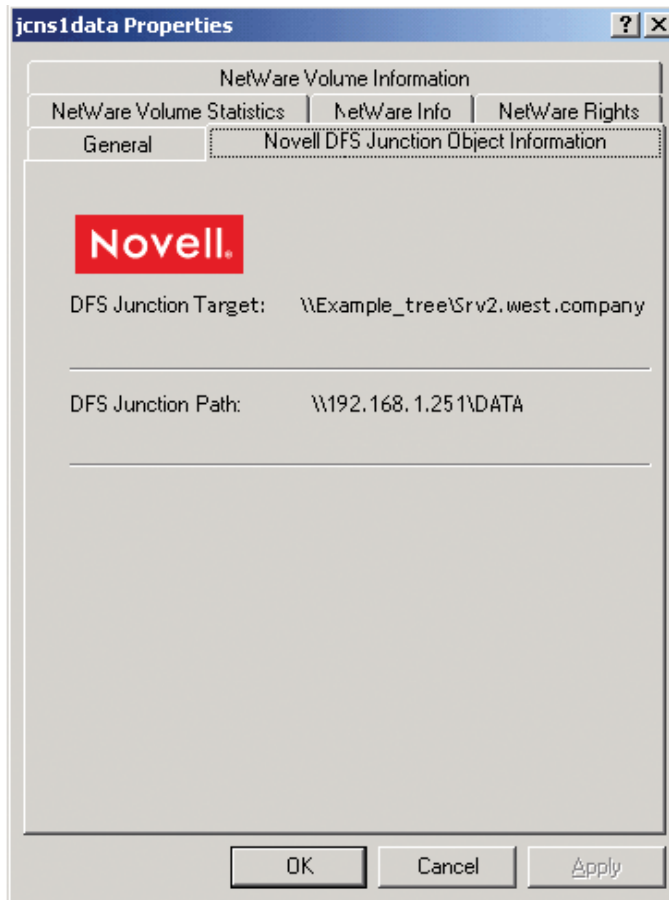 jcns1data Properties
NetWare Volume Information
NetWare Volume Statistics NetWare Info NetWare Rights
General Novell DFS Junction Object Information
Novell®
DFS Junction Target: \\Example_tree\Srv2.west.company
DFS Junction Path: \\192.168.1.251\DATA
OK Cancel Apply